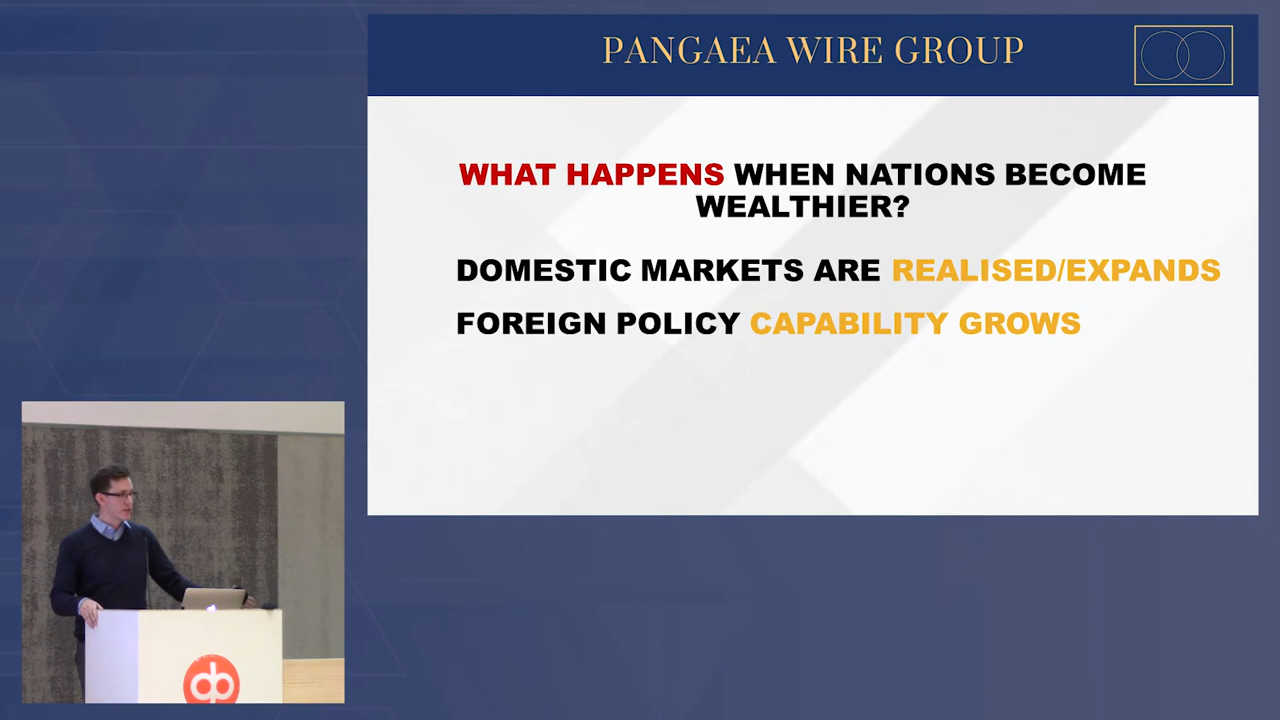 PANGAEA WIRE GROUP
WHAT HAPPENS WHEN NATIONS BECOME
WEALTHIER?
DOMESTIC MARKETS ARE REALISED/EXPANDS
FOREIGN POLICY CAPABILITY GROWS